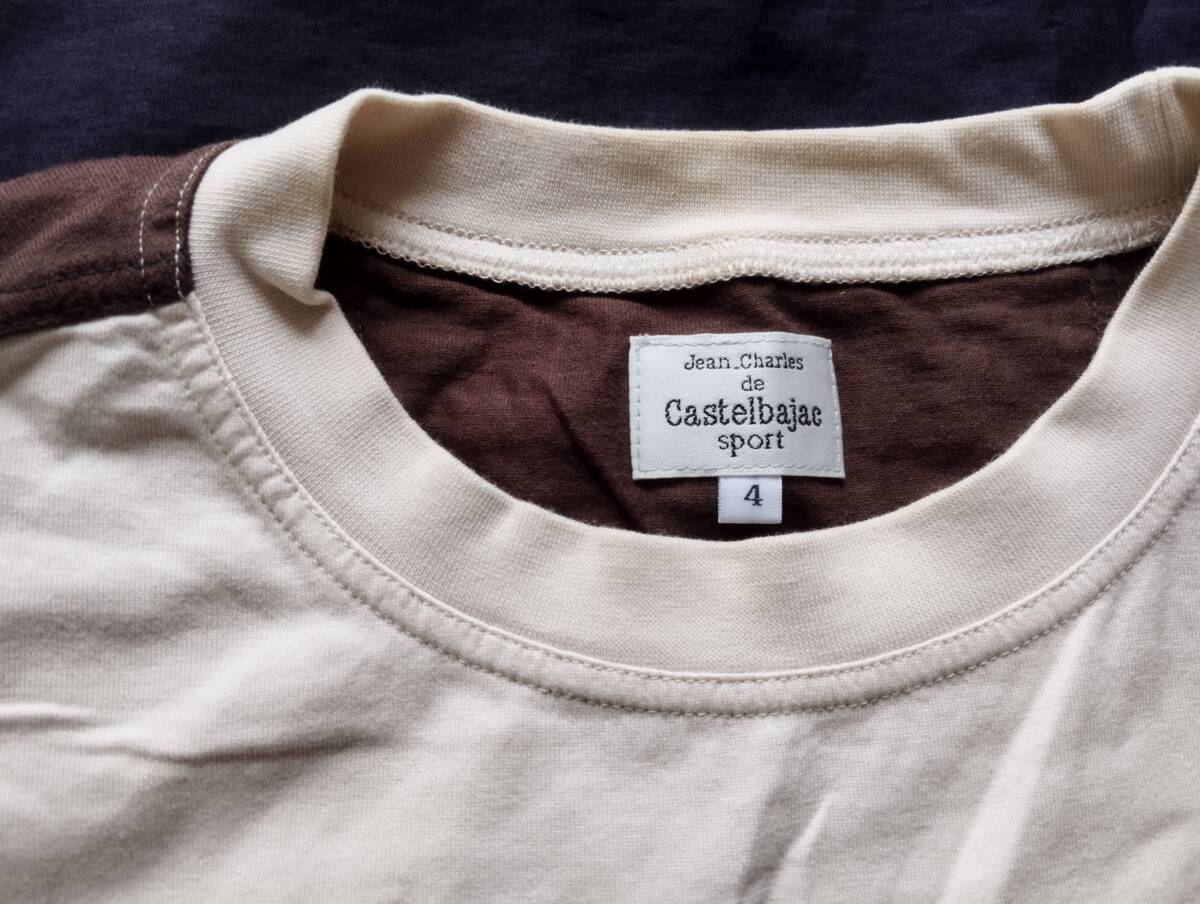 Jean_Charles
de
Castelbajac
sport
4